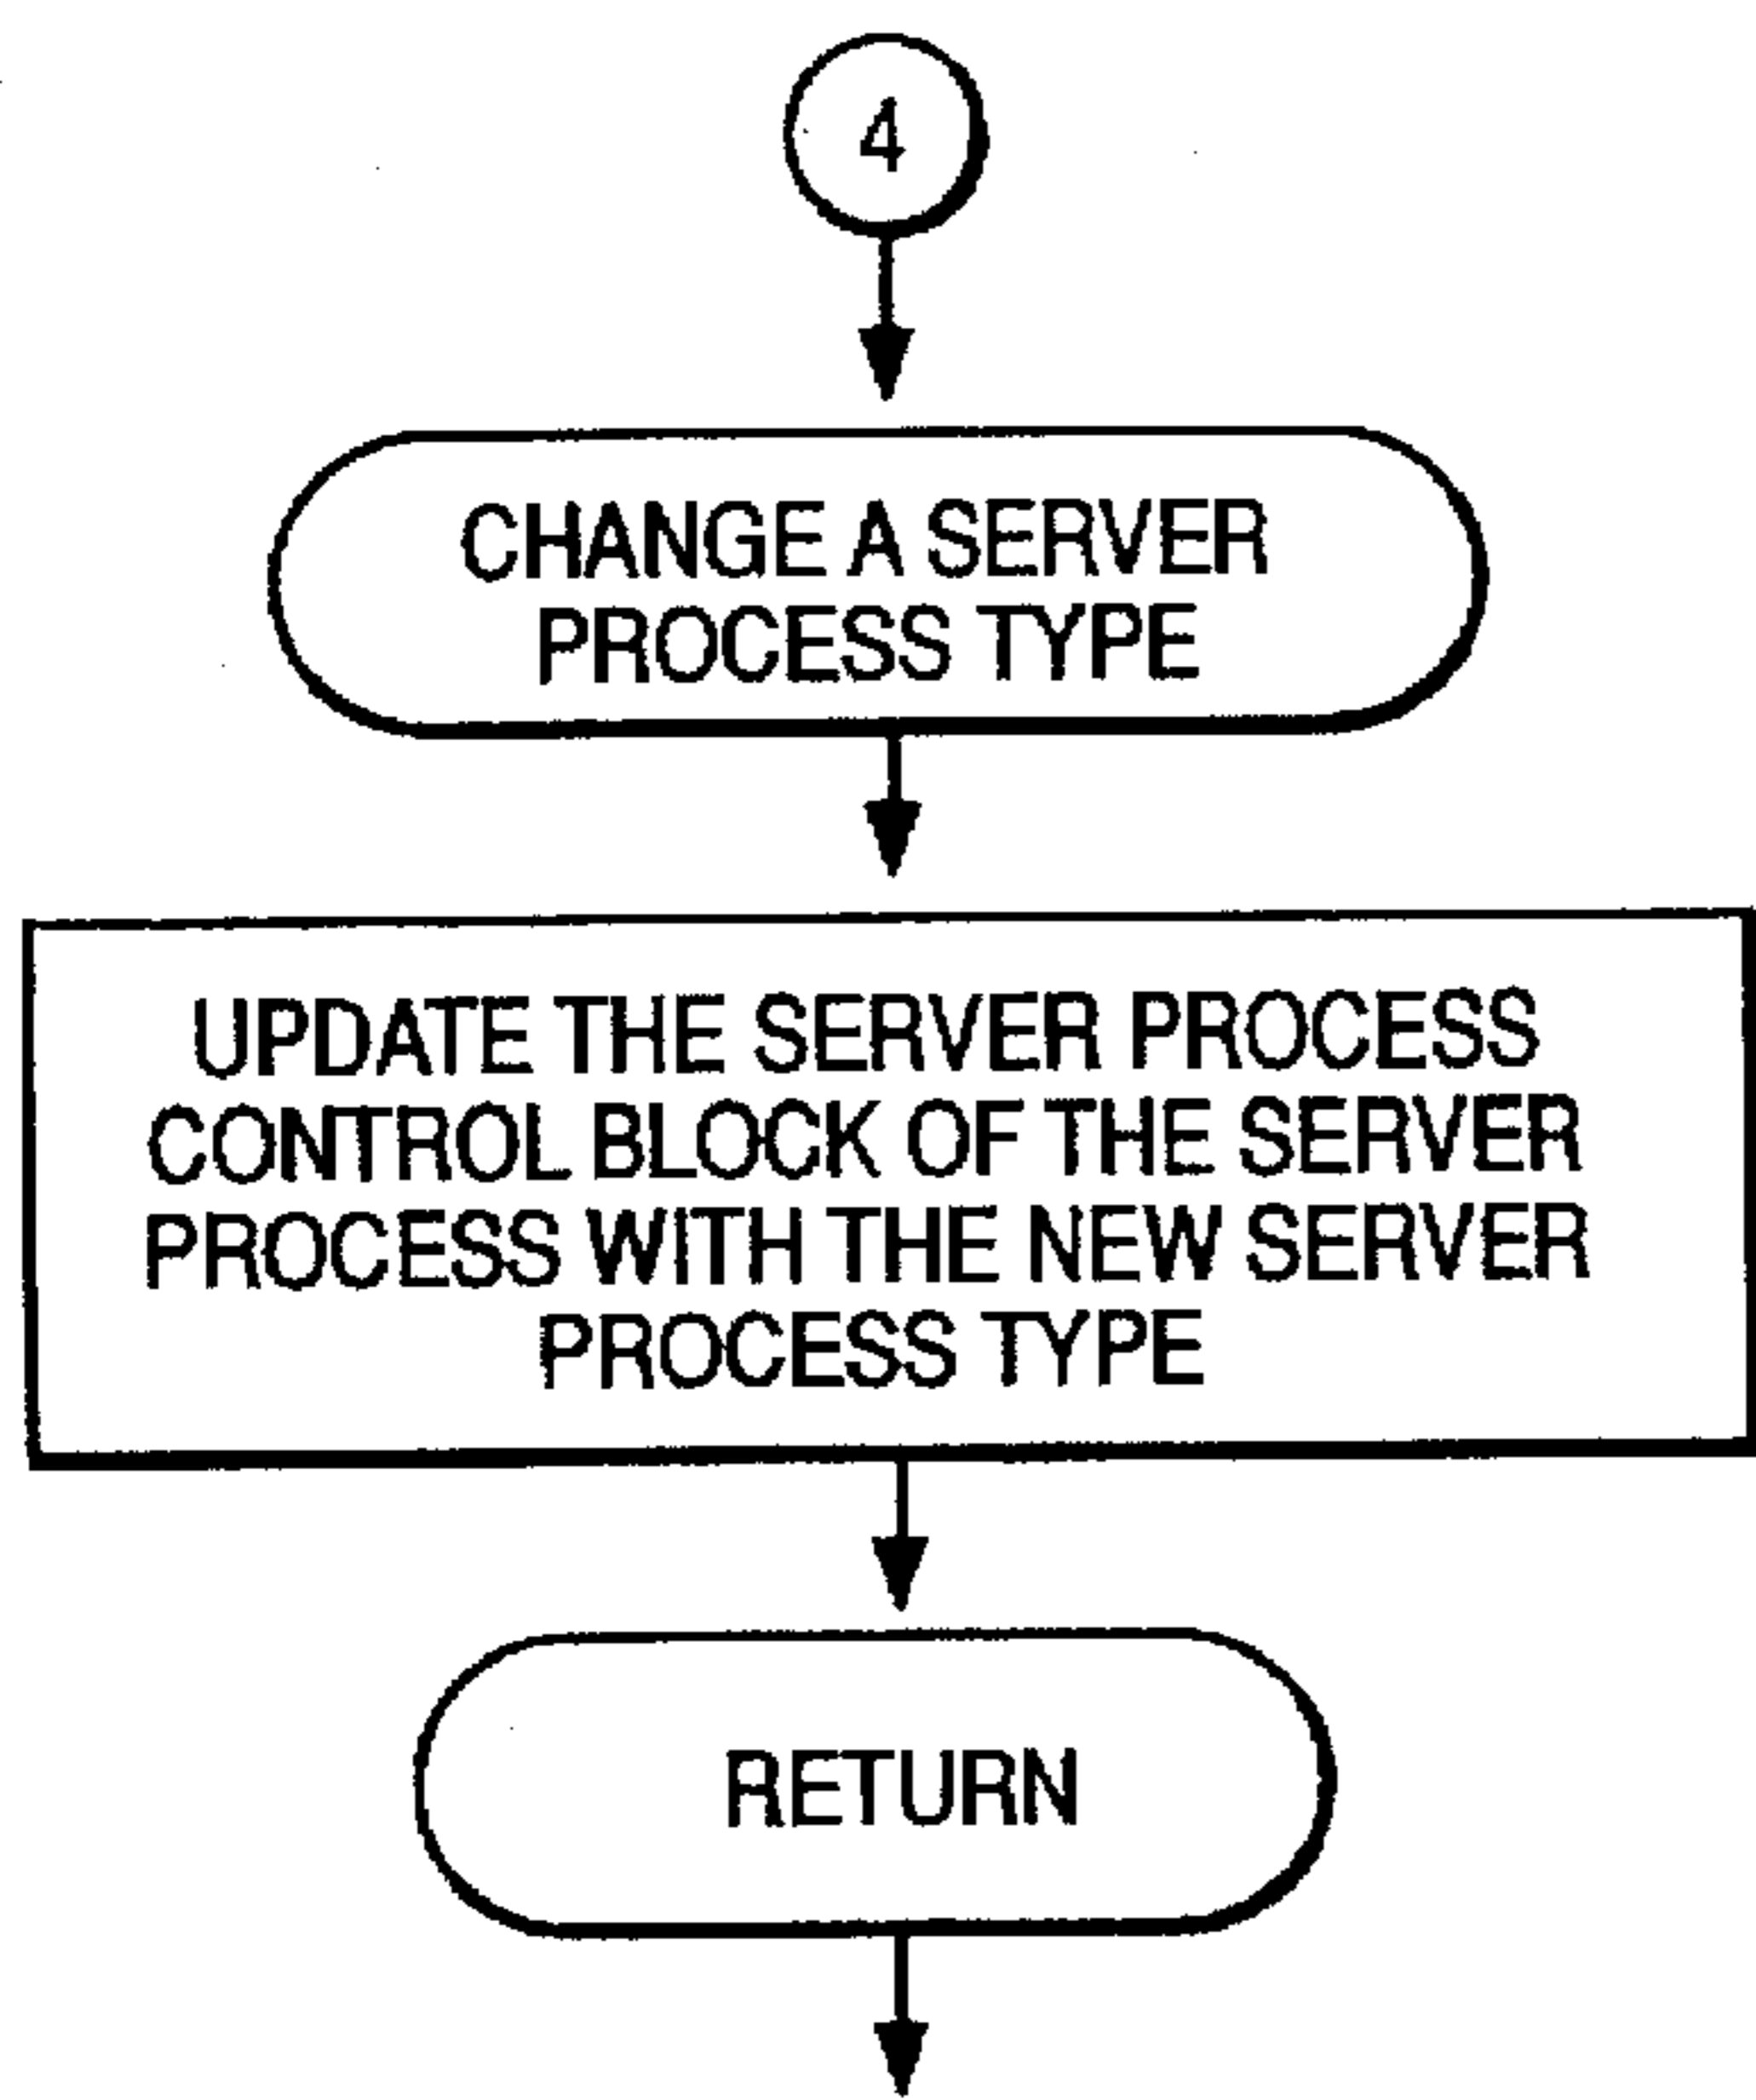 4
CHANGE A SERVER
PROCESS TYPE
UPDATE THE SERVER PROCESS
CONTROL BLOCK OF THE SERVER
PROCESS WITH THE NEW SERVER
PROCESS TYPE
RETURN